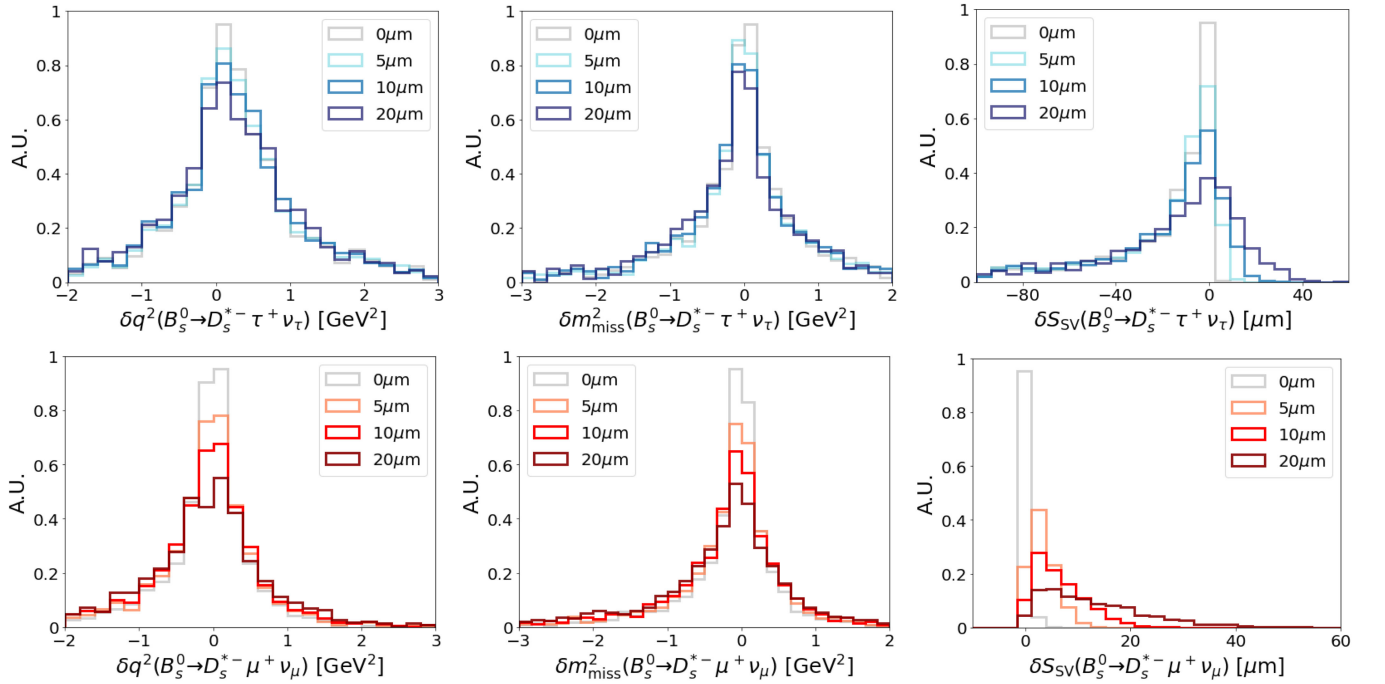 1
0.8
0.6
0.4
0.2
0
A.U.
0μm
5μm
10μm
20μm
−2 −1 0 1 2 3
δq²(B⁰ₛ→D*⁻ₛ τ⁺ν_τ) [GeV²]
1
0.8
0.6
0.4
0.2
0
A.U.
0μm
5μm
10μm
20μm
−3 −2 −1 0 1 2
δm²_miss(B⁰ₛ→D*⁻ₛ τ⁺ν_τ) [GeV²]
1
0.8
0.6
0.4
0.2
0
A.U.
0μm
5μm
10μm
20μm
−80 −40 0 40
δS_SV(B⁰ₛ→D*⁻ₛ τ⁺ν_τ) [μm]
1
0.8
0.6
0.4
0.2
0
A.U.
0μm
5μm
10μm
20μm
−2 −1 0 1 2 3
δq²(B⁰ₛ→D*⁻ₛ μ⁺ν_μ) [GeV²]
1
0.8
0.6
0.4
0.2
0
A.U.
0μm
5μm
10μm
20μm
−3 −2 −1 0 1 2
δm²_miss(B⁰ₛ→D*⁻ₛ μ⁺ν_μ) [GeV²]
1
0.8
0.6
0.4
0.2
0
A.U.
0μm
5μm
10μm
20μm
0 20 40 60
δS_SV(B⁰ₛ→D*⁻ₛ μ⁺ν_μ) [μm]